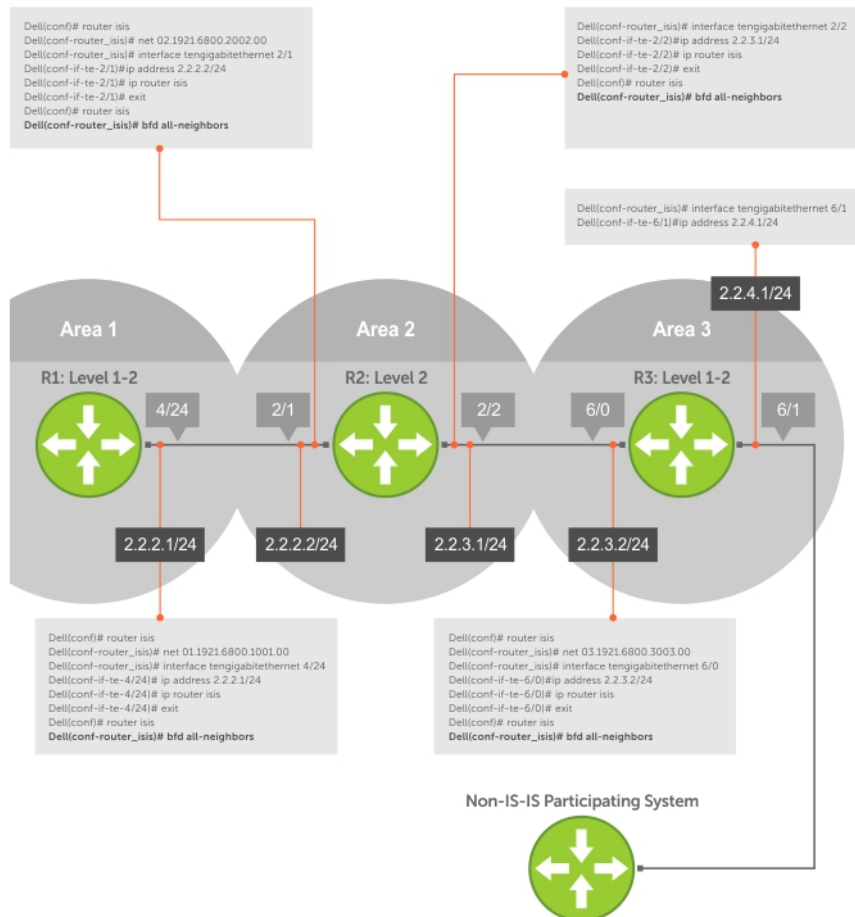 Dell(conf)# router isis
Dell(conf-router_isis)# net 02.1921.6800.2002.00
Dell(conf-router_isis)# interface tengigabitethernet 2/1
Dell(conf-if-te-2/1)#ip address 2.2.2.2/24
Dell(conf-if-te-2/1)# ip router isis
Dell(conf-if-te-2/1)# exit
Dell(conf)# router isis
Dell(conf-router_isis)# bfd all-neighbors
Dell(conf-router_isis)# interface tengigabitethernet 2/2
Dell(conf-if-te-2/2)#ip address 2.2.3.1/24
Dell(conf-if-te-2/2)# ip router isis
Dell(conf-if-te-2/2)# exit
Dell(conf)# router isis
Dell(conf-router_isis)# bfd all-neighbors
Dell(conf-router_isis)# interface tengigabitethernet 6/1
Dell(conf-if-te-6/1)#ip address 2.2.4.1/24
2.2.4.1/24
Area 1
Area 2
Area 3
R1: Level 1-2
R2: Level 2
R3: Level 1-2
4/24
2/1
2/2
6/0
6/1
2.2.2.1/24
2.2.2.2/24
2.2.3.1/24
2.2.3.2/24
Dell(conf)# router isis
Dell(conf-router_isis)# net 01.1921.6800.1001.00
Dell(conf-router_isis)# interface tengigabitethernet 4/24
Dell(conf-if-te-4/24)# ip address 2.2.2.1/24
Dell(conf-if-te-4/24)# ip router isis
Dell(conf-if-te-4/24)# exit
Dell(conf)# router isis
Dell(conf-router_isis)# bfd all-neighbors
Dell(conf)# router isis
Dell(conf-router_isis)# net 03.1921.6800.3003.00
Dell(conf-router_isis)# interface tengigabitethernet 6/0
Dell(conf-if-te-6/0)#ip address 2.2.3.2/24
Dell(conf-if-te-6/0)# ip router isis
Dell(conf-if-te-6/0)# exit
Dell(conf)# router isis
Dell(conf-router_isis)# bfd all-neighbors
Non-IS-IS Participating System